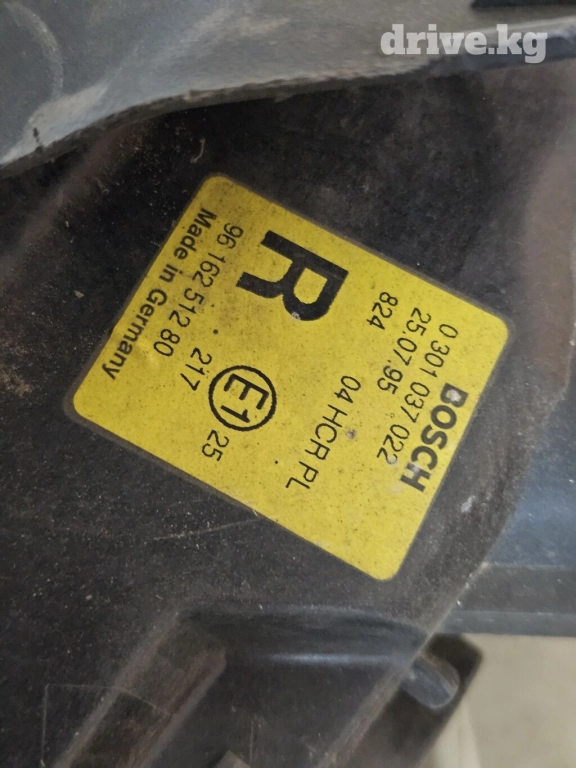 drive.kg
BOSCH
0 301 037 022
25.07.95
824
04 HCR PL
R
E1
25
217
96 162 512 80
Made in Germany